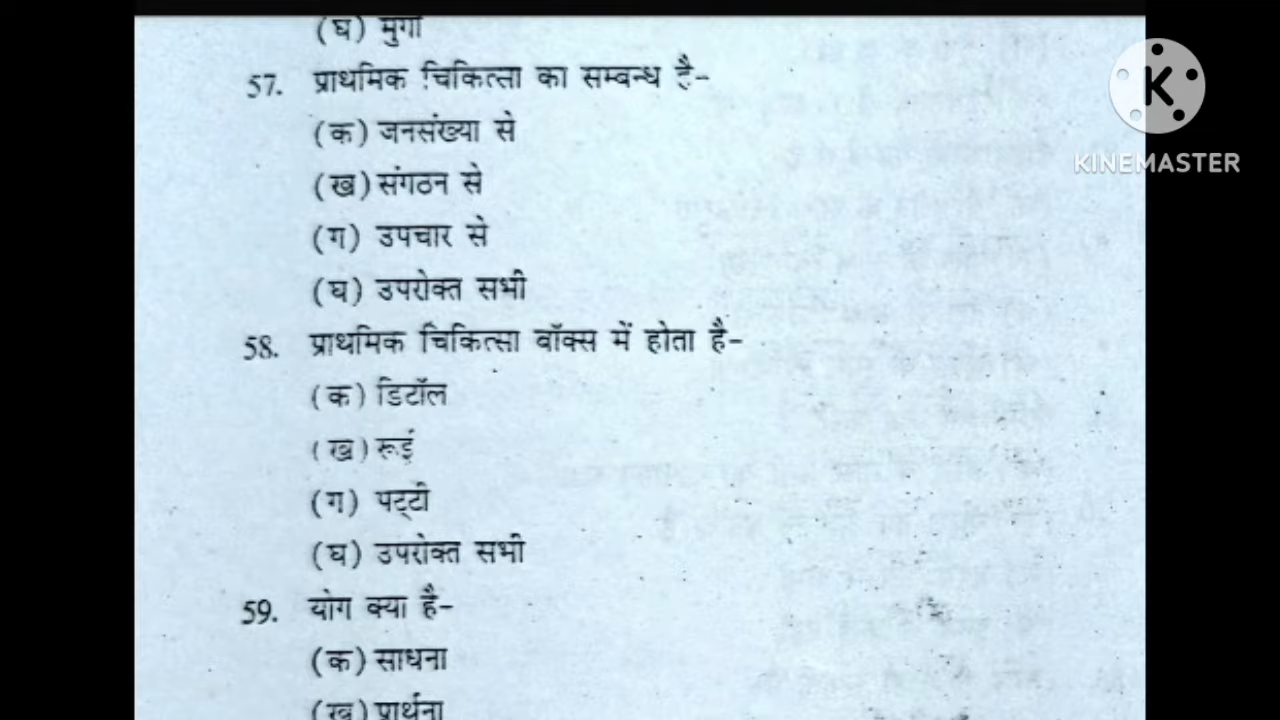 (घ) मुर्गा
57. प्राथमिक चिकित्सा का सम्बन्ध है-
(क) जनसंख्या से
(ख) संगठन से
(ग) उपचार से
(घ) उपरोक्त सभी
58. प्राथमिक चिकित्सा वॉक्स में होता है-
(क) डिटॉल
(ख) रूई
(ग) पट्टी
(घ) उपरोक्त सभी
59. योग क्या है-
(क) साधना
(ख) प्रार्थना
K
KINEMASTER